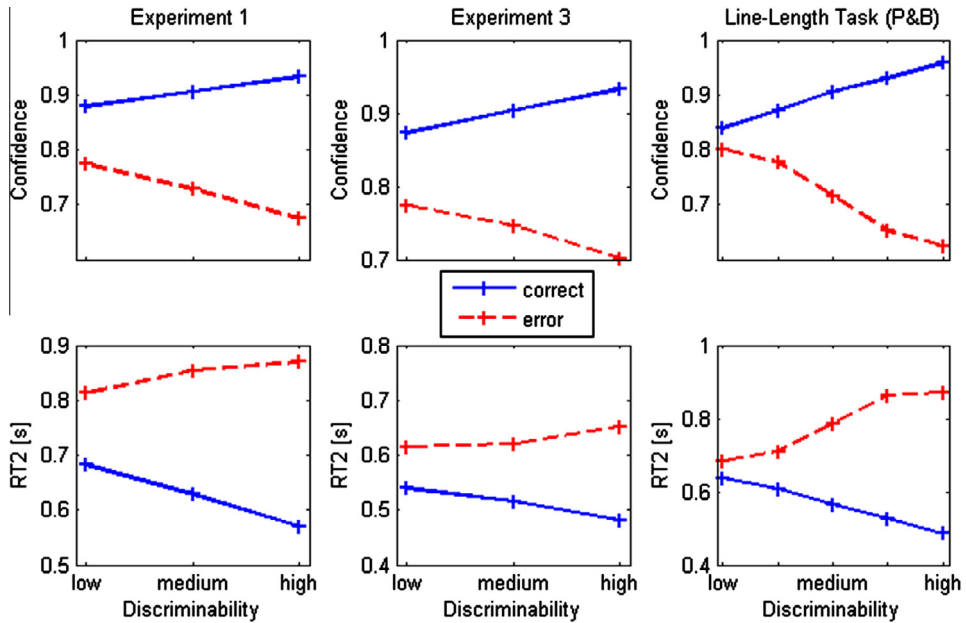 Experiment 1
Experiment 3
Line-Length Task (P&B)
1
0.9
0.8
0.7
Confidence
1
0.9
0.8
0.7
Confidence
1
0.9
0.8
0.7
Confidence
correct
error
0.9
0.8
0.7
0.6
0.5
RT2 [s]
low medium high
Discriminability
0.8
0.7
0.6
0.5
0.4
RT2 [s]
low medium high
Discriminability
1
0.8
0.6
0.4
RT2 [s]
low medium high
Discriminability